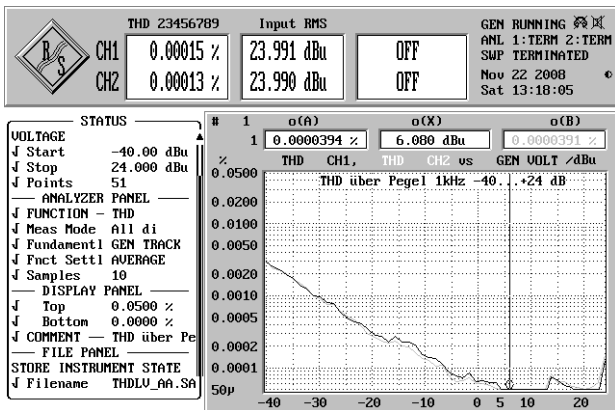 THD 23456789 Input RMS
R S CH1 0.00015 % 23.991 dBu OFF
CH2 0.00013 % 23.990 dBu OFF
GEN RUNNING
ANL 1:TERM 2:TERM
SWP TERMINATED
Nov 22 2008
Sat 13:18:05
STATUS
VOLTAGE
Start -40.00 dBu
Stop 24.000 dBu
Points 51
ANALYZER PANEL
FUNCTION — THD
Meas Mode All di
Fundamentl GEN TRACK
Fnct Settl AVERAGE
Samples 10
DISPLAY PANEL
Top 0.0500 %
Bottom 0.0000 %
COMMENT — THD über Pe
FILE PANEL
STORE INSTRUMENT STATE
Filename THDLV_AA.SA
# 1 o(A) o(X) o(B)
1 0.0000394 % 6.080 dBu 0.0000391 %
% THD CH1, THD CH2 vs GEN VOLT /dBu
THD über Pegel 1kHz -40...+24 dB
0.0500
0.0200
0.0100
0.0050
0.0020
0.0010
0.0005
0.0002
0.0001
50µ
-40 -30 -20 -10 0 5 10 20